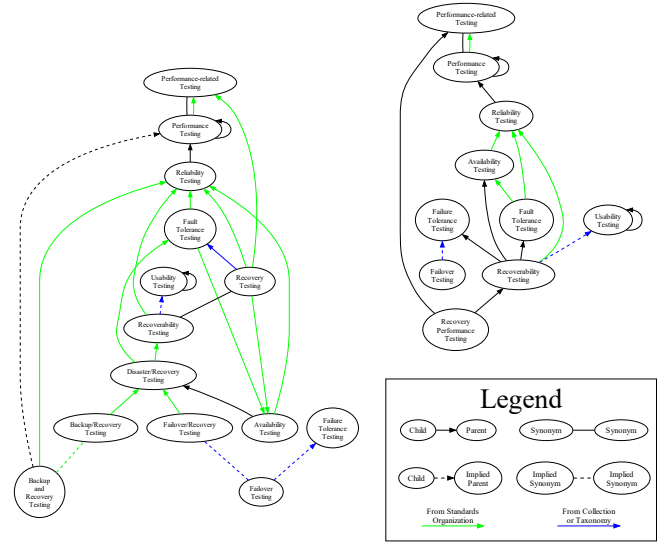 Performance-related
Testing
Performance
Testing
Reliability
Testing
Fault
Tolerance
Testing
Usability
Testing
Recovery
Testing
Recoverability
Testing
Disaster/Recovery
Testing
Backup/Recovery
Testing
Failover/Recovery
Testing
Availability
Testing
Failure
Tolerance
Testing
Backup
and
Recovery
Testing
Failover
Testing
Performance-related
Testing
Performance
Testing
Reliability
Testing
Availability
Testing
Failure
Tolerance
Testing
Fault
Tolerance
Testing
Usability
Testing
Failover
Testing
Recoverability
Testing
Recovery
Performance
Testing
Legend
Child
Parent
Synonym
Synonym
Child
Implied
Parent
Implied
Synonym
Implied
Synonym
From Standards
Organization
From Collection
or Taxonomy